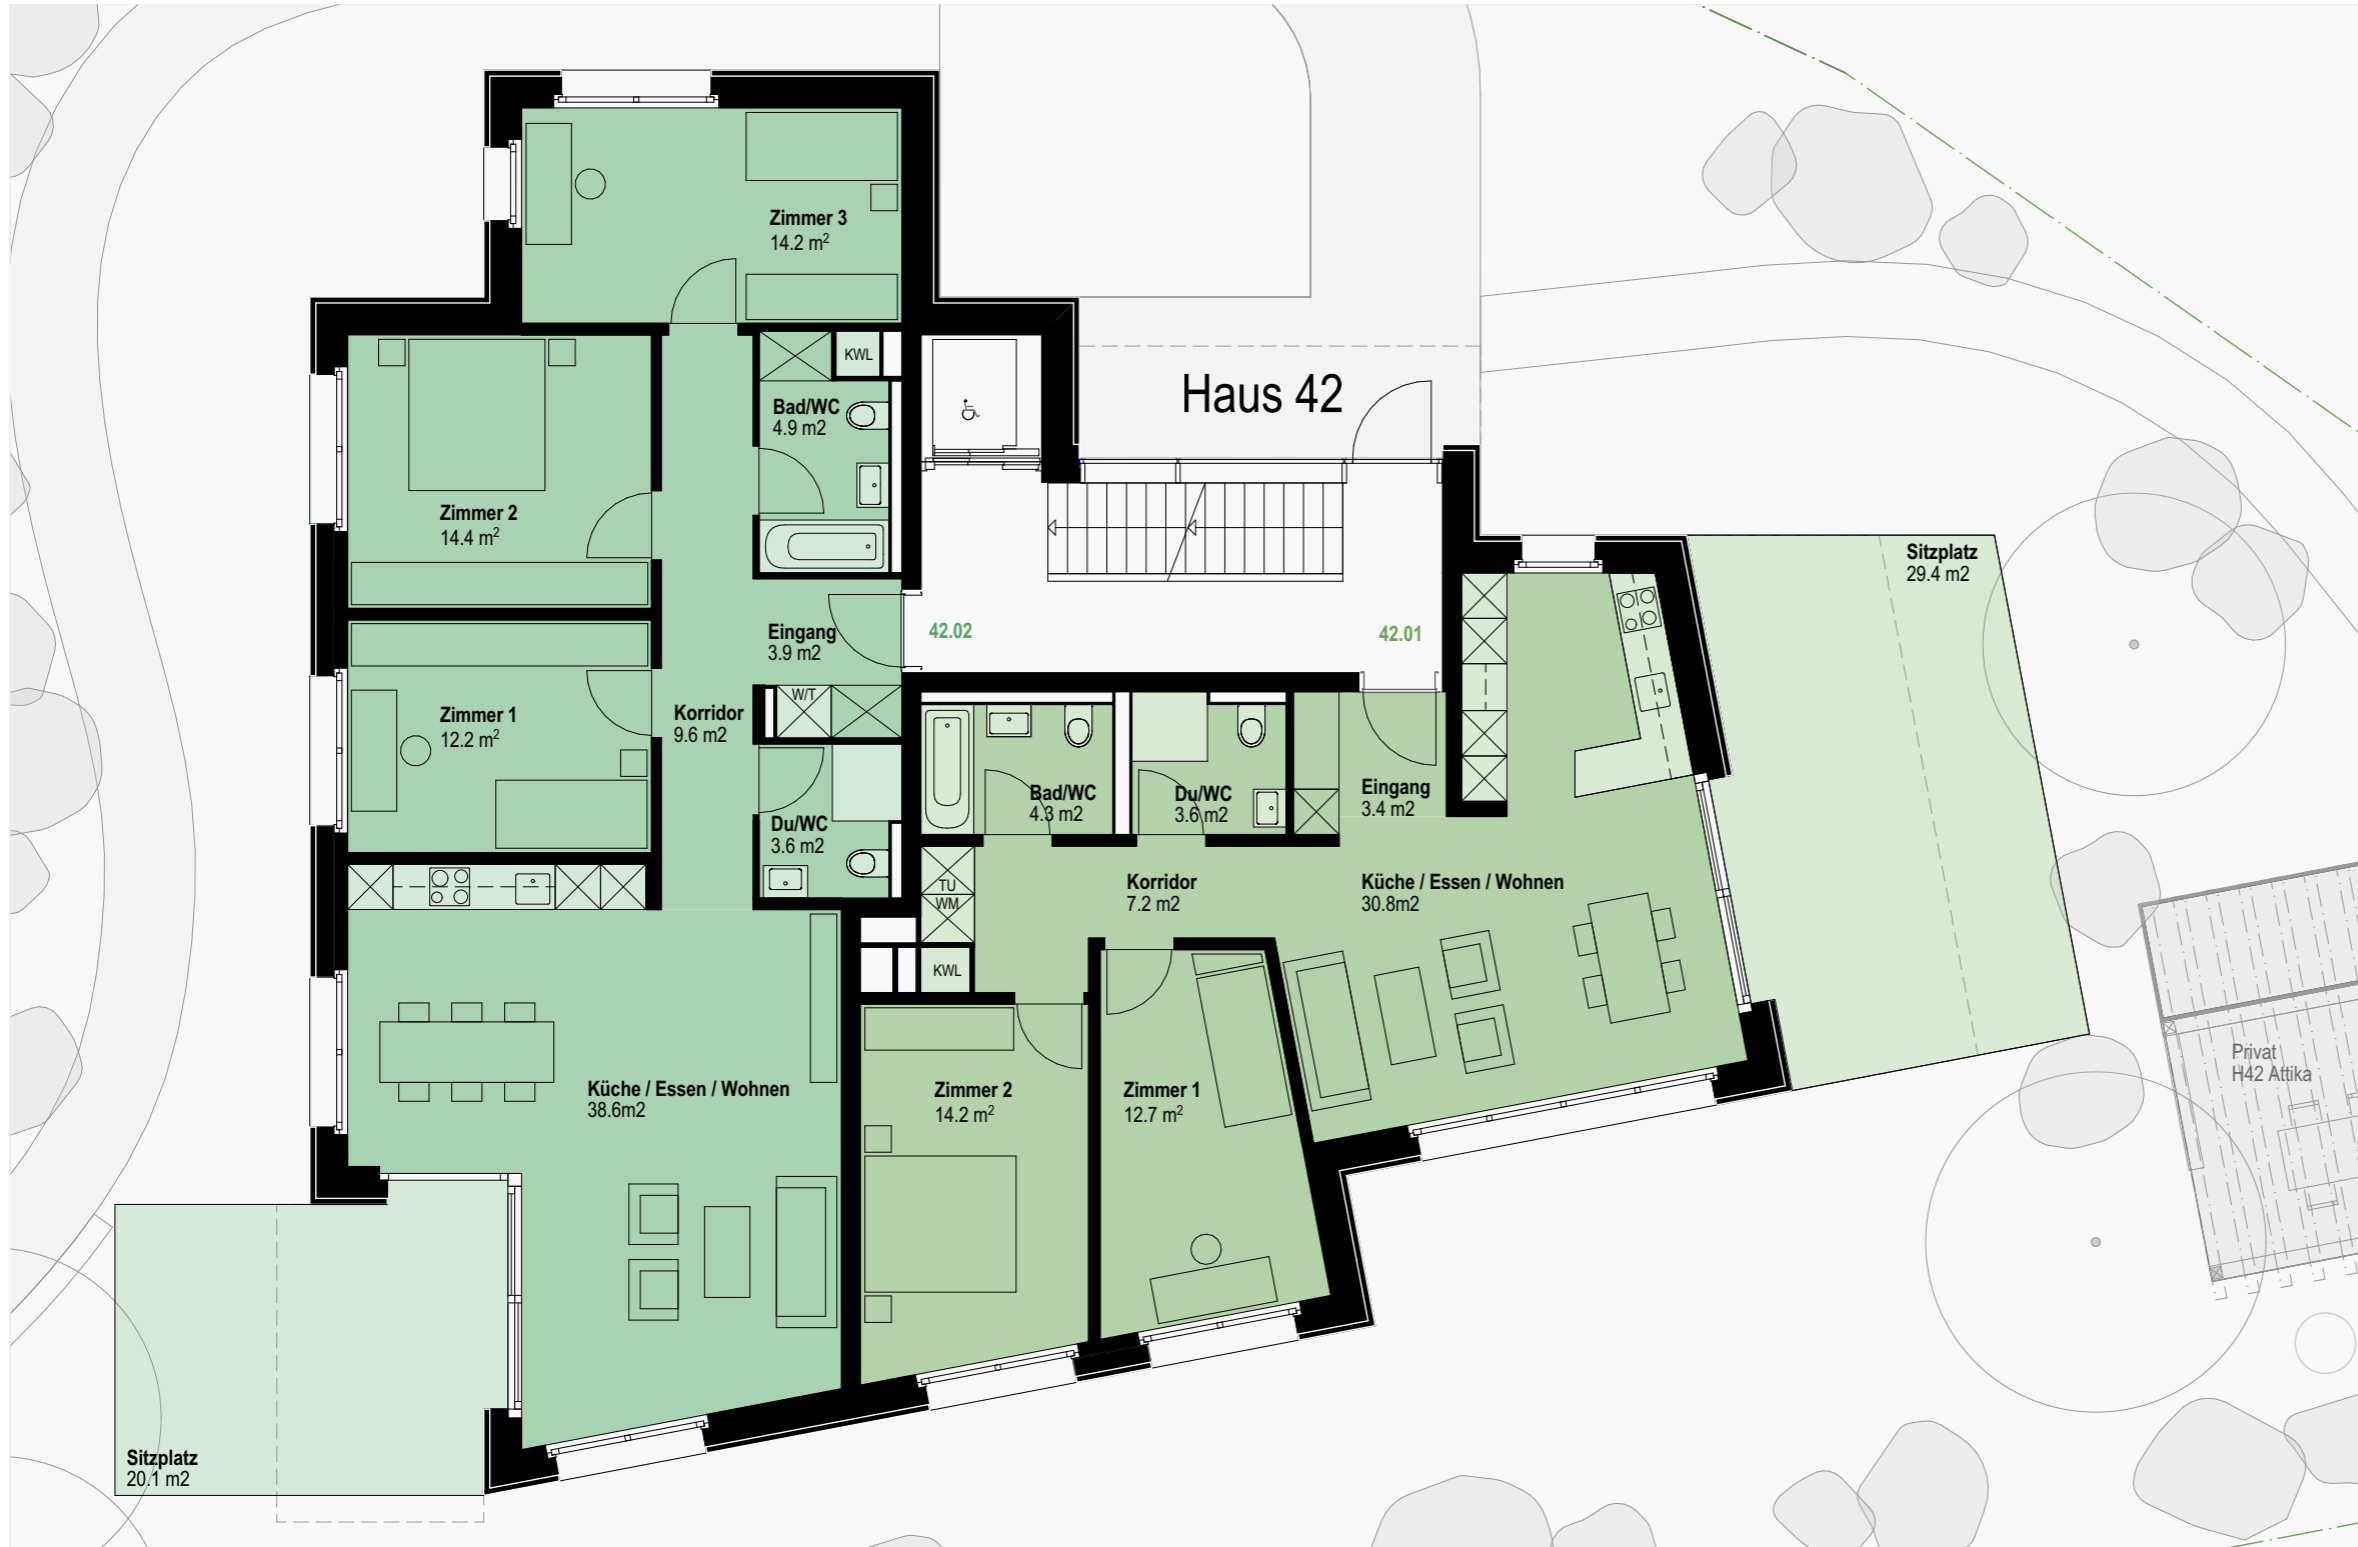 Zimmer 3
14.2 m²
KWL
Haus 42
Bad/WC
4.9 m2
Zimmer 2
14.4 m²
Sitzplatz
29.4 m2
Eingang
3.9 m2
42.02
42.01
W/T
Zimmer 1
12.2 m²
Korridor
9.6 m2
Bad/WC
4.3 m2
Du/WC
3.6 m2
Eingang
3.4 m2
Du/WC
3.6 m2
TU
WM
Korridor
7.2 m2
Küche / Essen / Wohnen
30.8m2
KWL
Privat
H42 Attika
Küche / Essen / Wohnen
38.6m2
Zimmer 2
14.2 m²
Zimmer 1
12.7 m²
Sitzplatz
20.1 m2